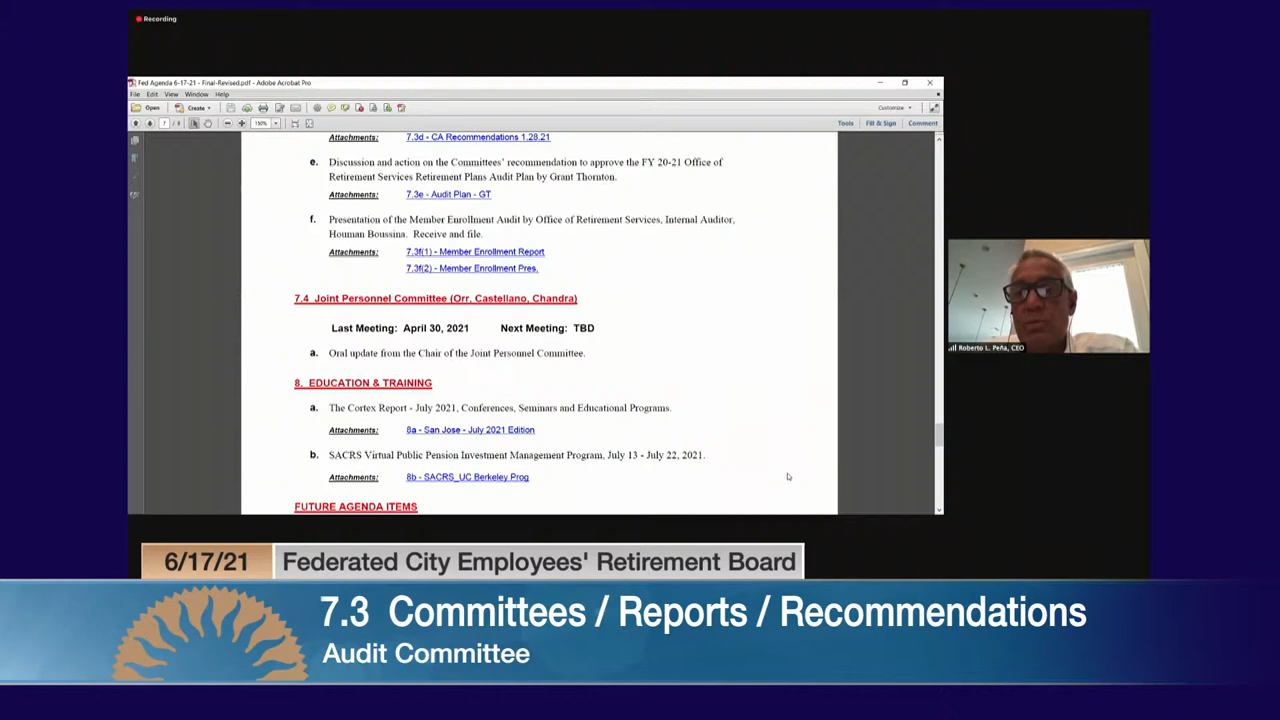 Recording
Fed Agenda 6-17-21 - Final-Revised.pdf - Adobe Acrobat Pro
File Edit View Window Help
Open Create Customize
7 / 8 150% Tools Fill & Sign Comment
Attachments: 7.3d - CA Recommendations 1.28.21
e. Discussion and action on the Committees' recommendation to approve the FY 20-21 Office of
Retirement Services Retirement Plans Audit Plan by Grant Thornton.
Attachments: 7.3e - Audit Plan - GT
f. Presentation of the Member Enrollment Audit by Office of Retirement Services, Internal Auditor,
Houman Boussina. Receive and file.
Attachments: 7.3f(1) - Member Enrollment Report
7.3f(2) - Member Enrollment Pres.
7.4 Joint Personnel Committee (Orr, Castellano, Chandra)
Last Meeting: April 30, 2021 Next Meeting: TBD
a. Oral update from the Chair of the Joint Personnel Committee.
8. EDUCATION & TRAINING
a. The Cortex Report - July 2021, Conferences, Seminars and Educational Programs.
Attachments: 8a - San Jose - July 2021 Edition
b. SACRS Virtual Public Pension Investment Management Program, July 13 - July 22, 2021.
Attachments: 8b - SACRS_UC Berkeley Prog
FUTURE AGENDA ITEMS
Roberto L. Peña, CEO
6/17/21 Federated City Employees' Retirement Board
7.3 Committees / Reports / Recommendations
Audit Committee